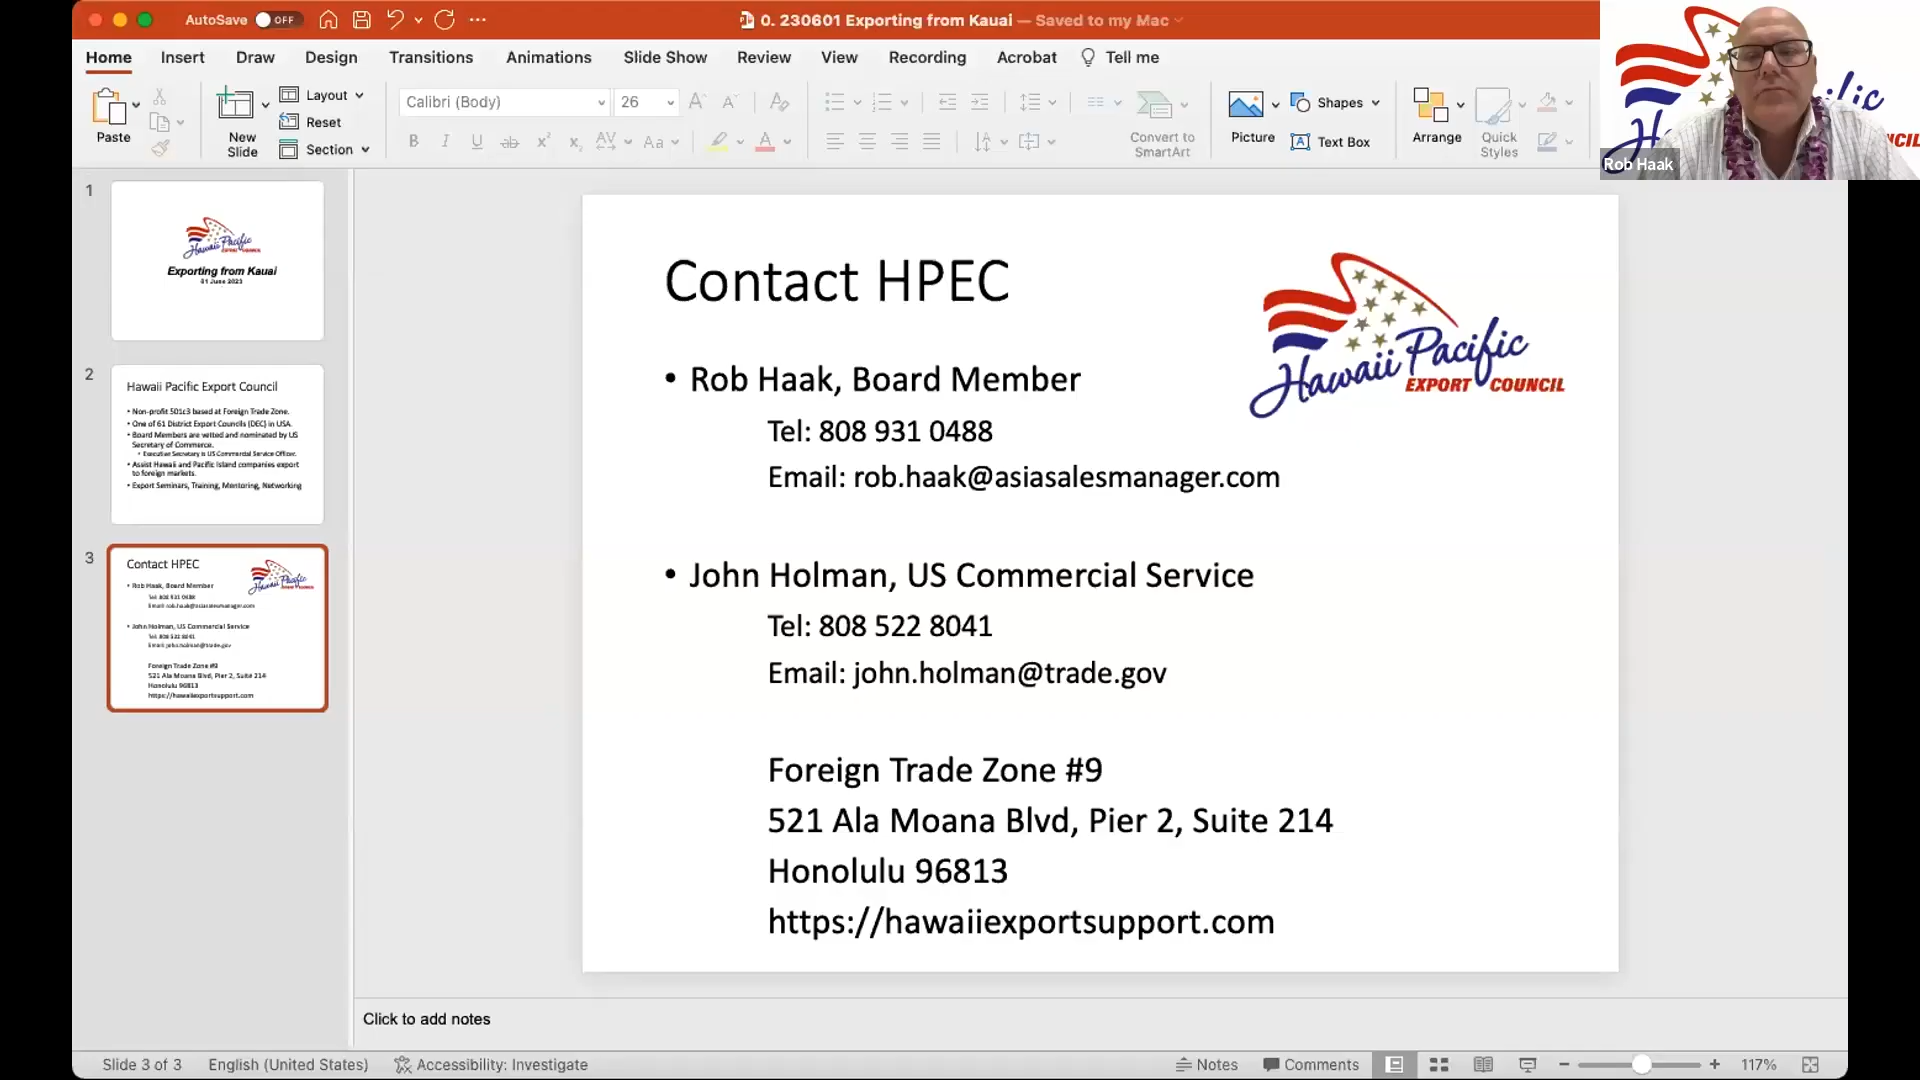 AutoSave OFF
0. 230601 Exporting from Kauai — Saved to my Mac
Home Insert Draw Design Transitions Animations Slide Show Review View Recording Acrobat Tell me
Paste
New Slide
Layout
Reset
Section
Calibri (Body) 26
Convert to SmartArt
Picture
Shapes
Text Box
Arrange
Quick Styles
Rob Haak
1
Hawaii Pacific
EXPORT COUNCIL
Exporting from Kauai
01 June 2023
2
Hawaii Pacific Export Council
• Non-profit 501c3 based at Foreign Trade Zone.
• One of 61 District Export Councils (DEC) in USA.
• Board Members are vetted and nominated by US
Secretary of Commerce.
• Executive Secretary is US Commercial Service Officer.
• Assist Hawaii and Pacific Island companies export
to foreign markets.
• Export Seminars, Training, Mentoring, Networking
3
Contact HPEC
Hawaii Pacific
EXPORT COUNCIL
• Rob Haak, Board Member
Tel: 808 931 0488
Email: rob.haak@asiasalesmanager.com
• John Holman, US Commercial Service
Tel: 808 522 8041
Email: john.holman@trade.gov
Foreign Trade Zone #9
521 Ala Moana Blvd, Pier 2, Suite 214
Honolulu 96813
https://hawaiiexportsupport.com
Contact HPEC
Hawaii Pacific
EXPORT COUNCIL
• Rob Haak, Board Member
Tel: 808 931 0488
Email: rob.haak@asiasalesmanager.com
• John Holman, US Commercial Service
Tel: 808 522 8041
Email: john.holman@trade.gov
Foreign Trade Zone #9
521 Ala Moana Blvd, Pier 2, Suite 214
Honolulu 96813
https://hawaiiexportsupport.com
Click to add notes
Slide 3 of 3 English (United States) Accessibility: Investigate Notes Comments 117%